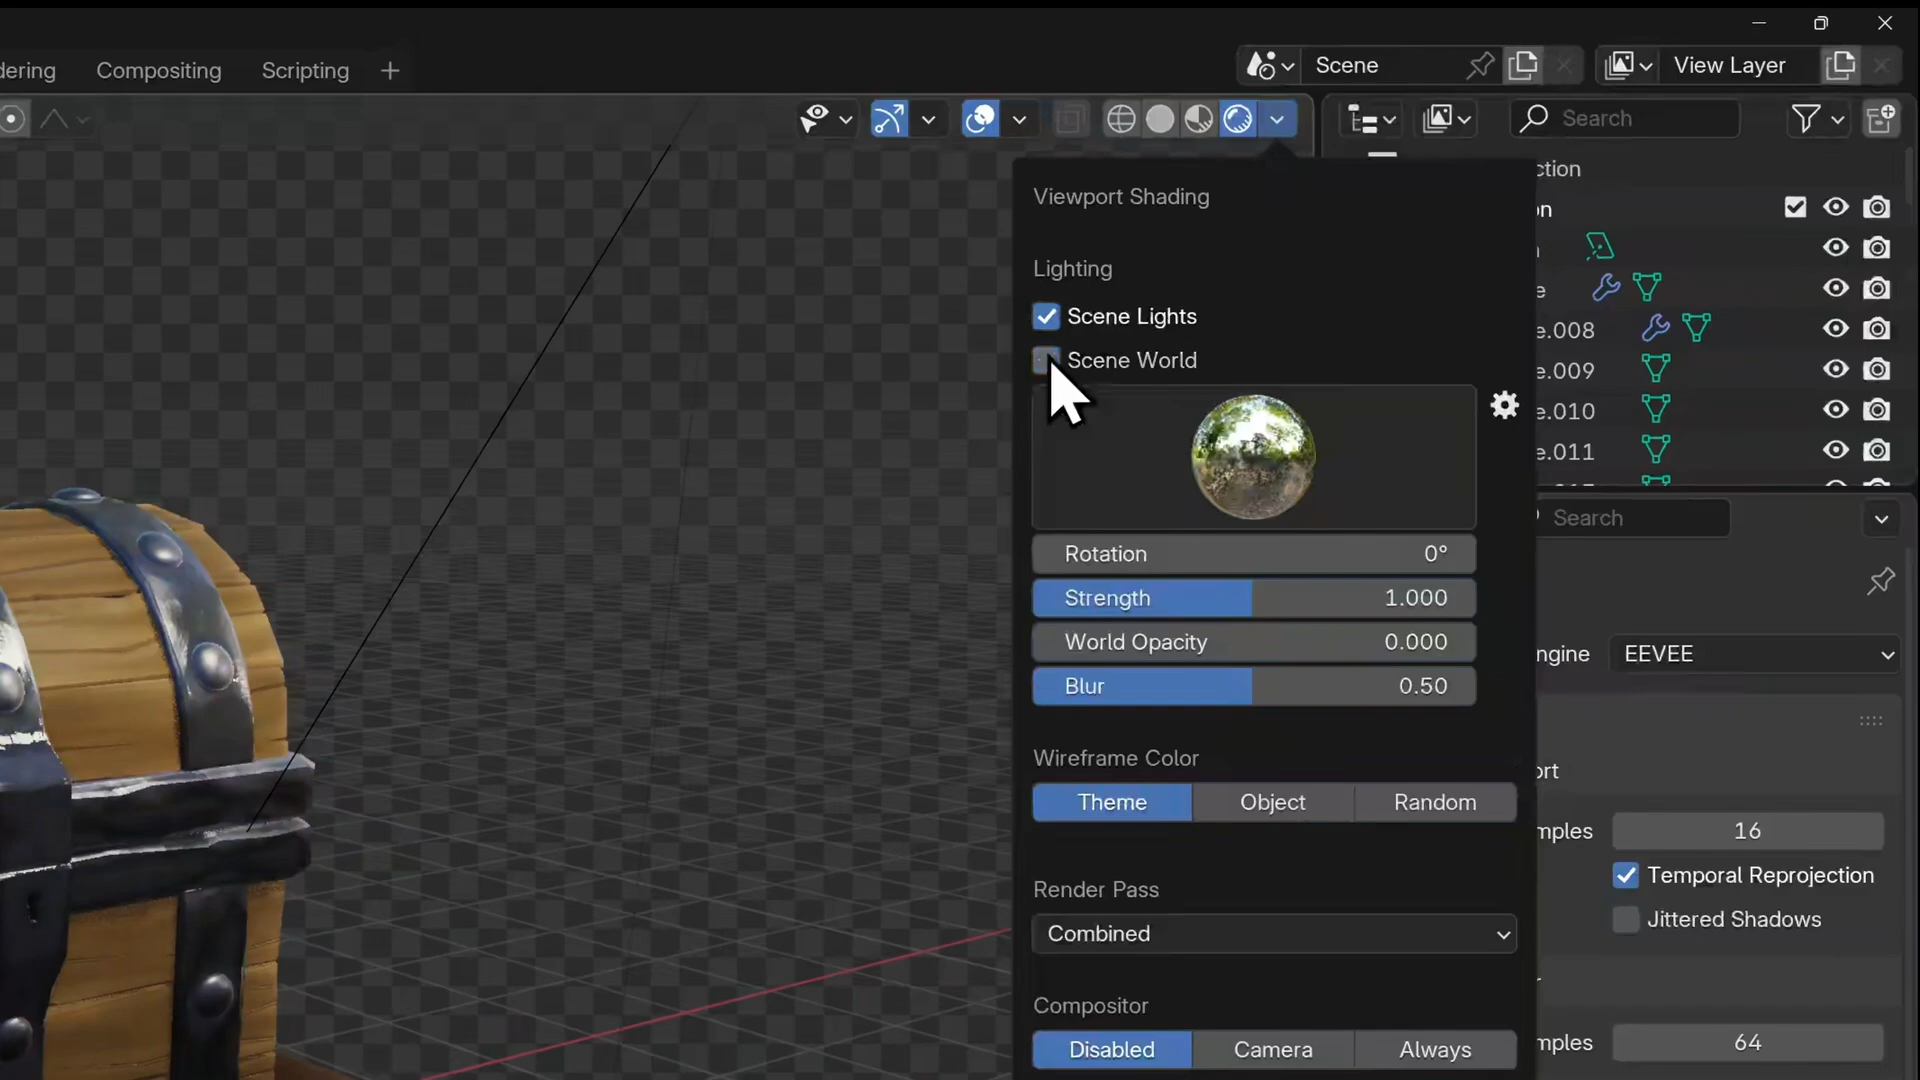 dering Compositing Scripting
Scene
View Layer
Search
Viewport Shading
ction
on
Lighting
Scene Lights
e
Scene World
e.008
e.009
e.010
e.011
Search
Rotation 0°
Strength 1.000
World Opacity 0.000
ngine EEVEE
Blur 0.50
Wireframe Color
ort
Theme Object Random
mples 16
Temporal Reprojection
Render Pass
Jittered Shadows
Combined
Compositor
Disabled Camera Always
mples 64